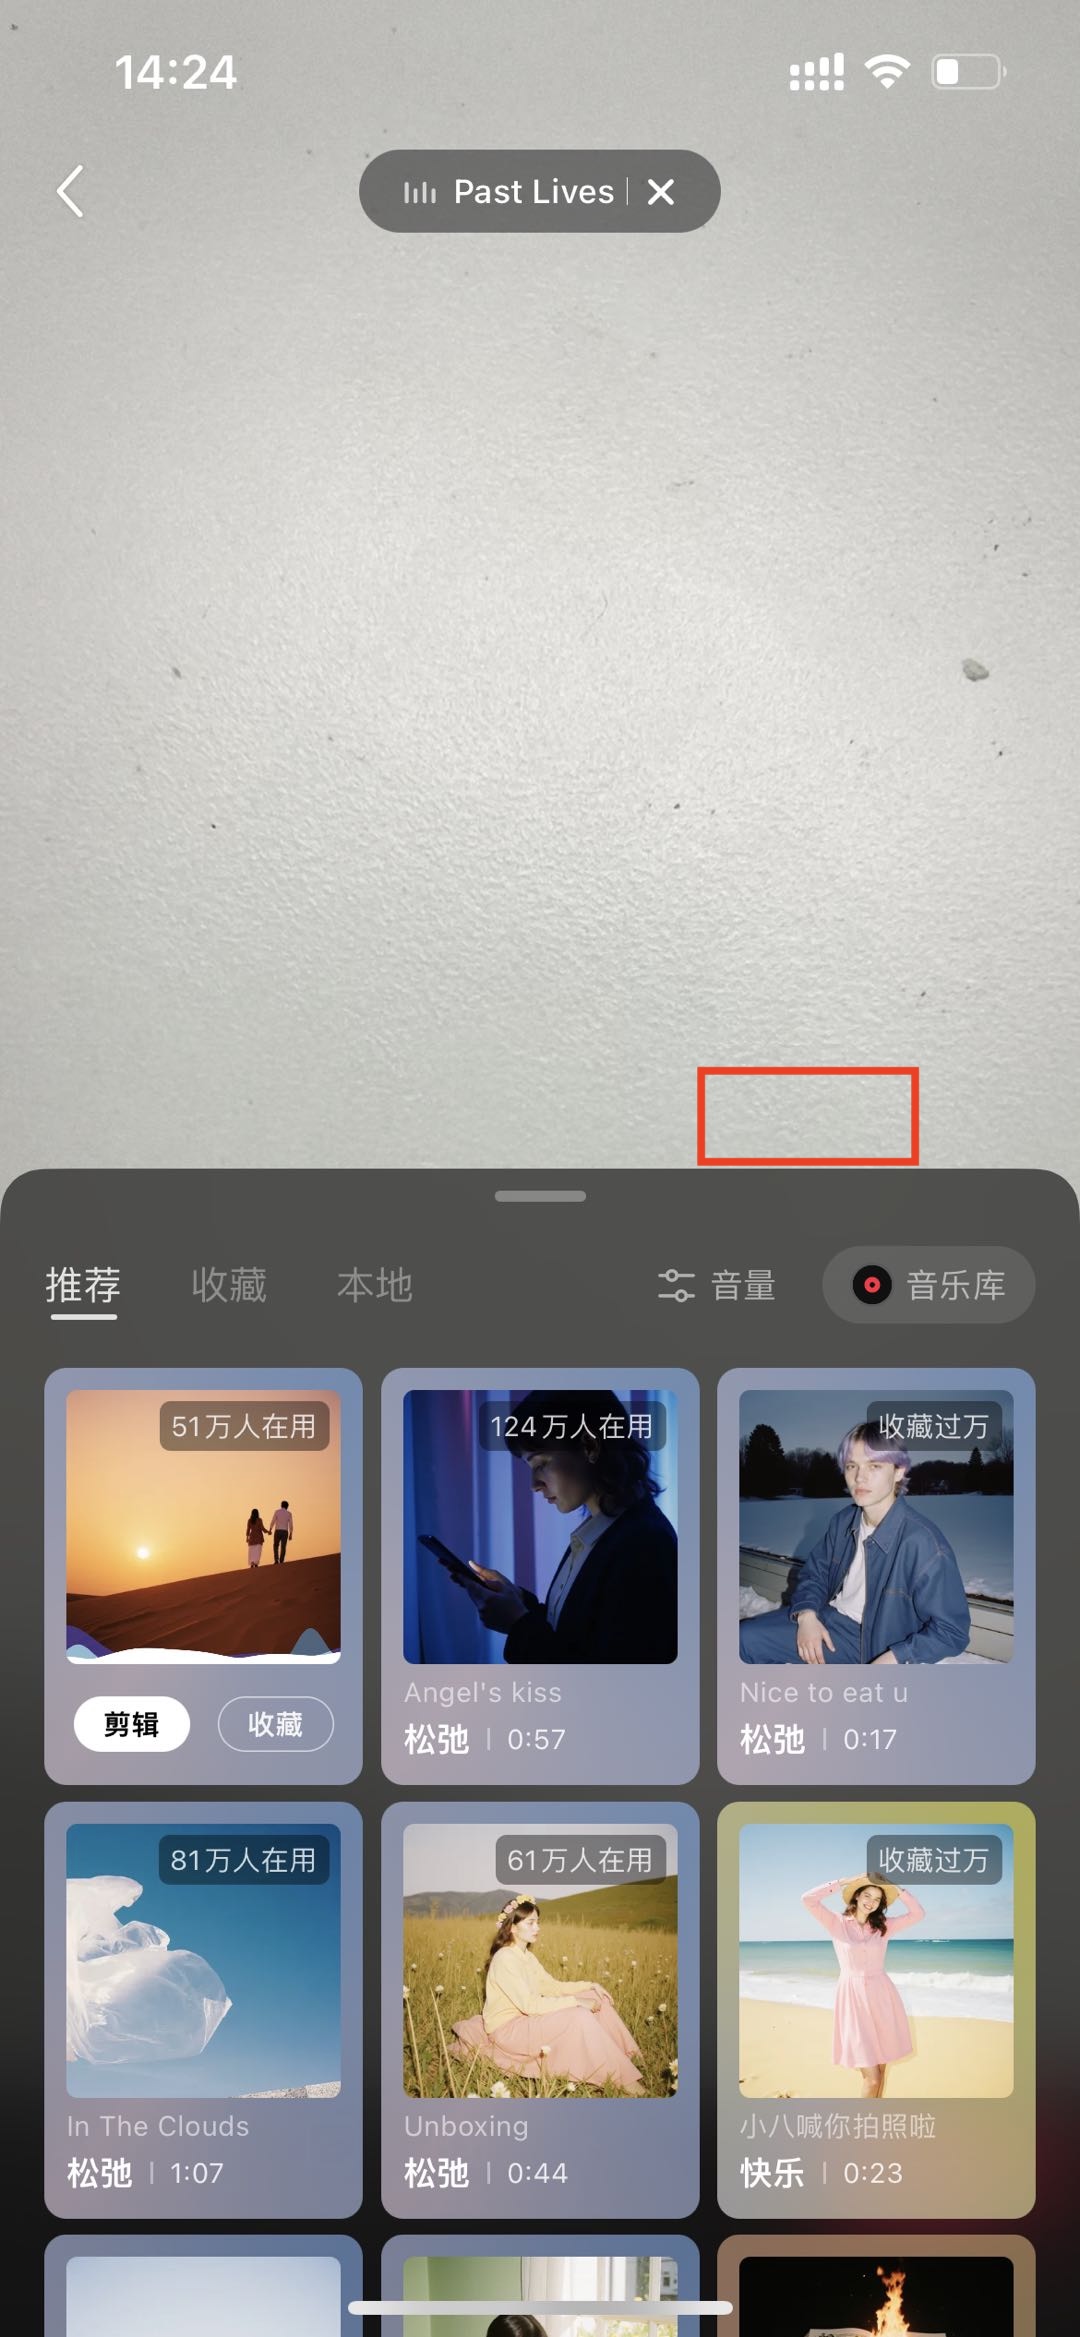 14:24
Past Lives
推荐 收藏 本地 音量 音乐库
51万人在用 124万人在用 收藏过万
剪辑 收藏
Angel's kiss Nice to eat u
松弛 | 0:57 松弛 | 0:17
81万人在用 61万人在用 收藏过万
In The Clouds Unboxing 小八喊你拍照啦
松弛 | 1:07 松弛 | 0:44 快乐 | 0:23